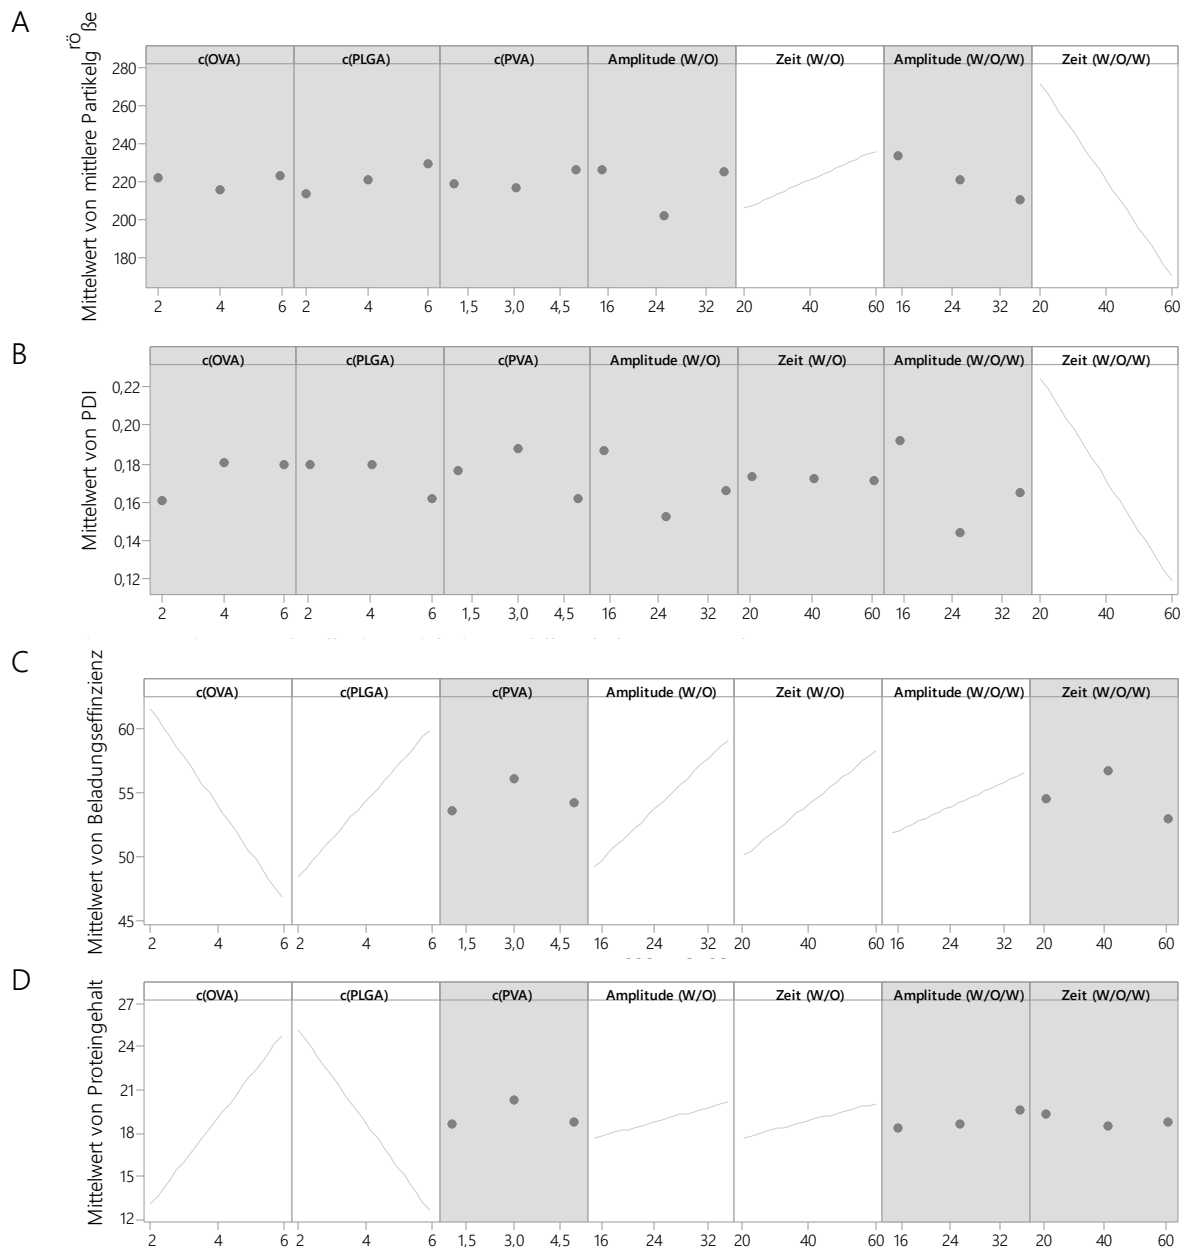 A
Mittelwert von mittlere Partikelgröße
c(OVA) c(PLGA) c(PVA) Amplitude (W/O) Zeit (W/O) Amplitude (W/O/W) Zeit (W/O/W)
280
260
240
220
200
180
2 4 6 2 4 6 1,5 3,0 4,5 16 24 32 20 40 60 16 24 32 20 40 60
B
Mittelwert von PDI
c(OVA) c(PLGA) c(PVA) Amplitude (W/O) Zeit (W/O) Amplitude (W/O/W) Zeit (W/O/W)
0,22
0,20
0,18
0,16
0,14
0,12
2 4 6 2 4 6 1,5 3,0 4,5 16 24 32 20 40 60 16 24 32 20 40 60
C
Mittelwert von Beladungseffinzienz
c(OVA) c(PLGA) c(PVA) Amplitude (W/O) Zeit (W/O) Amplitude (W/O/W) Zeit (W/O/W)
60
55
50
45
2 4 6 2 4 6 1,5 3,0 4,5 16 24 32 20 40 60 16 24 32 20 40 60
D
Mittelwert von Proteingehalt
c(OVA) c(PLGA) c(PVA) Amplitude (W/O) Zeit (W/O) Amplitude (W/O/W) Zeit (W/O/W)
27
24
21
18
15
12
2 4 6 2 4 6 1,5 3,0 4,5 16 24 32 20 40 60 16 24 32 20 40 60